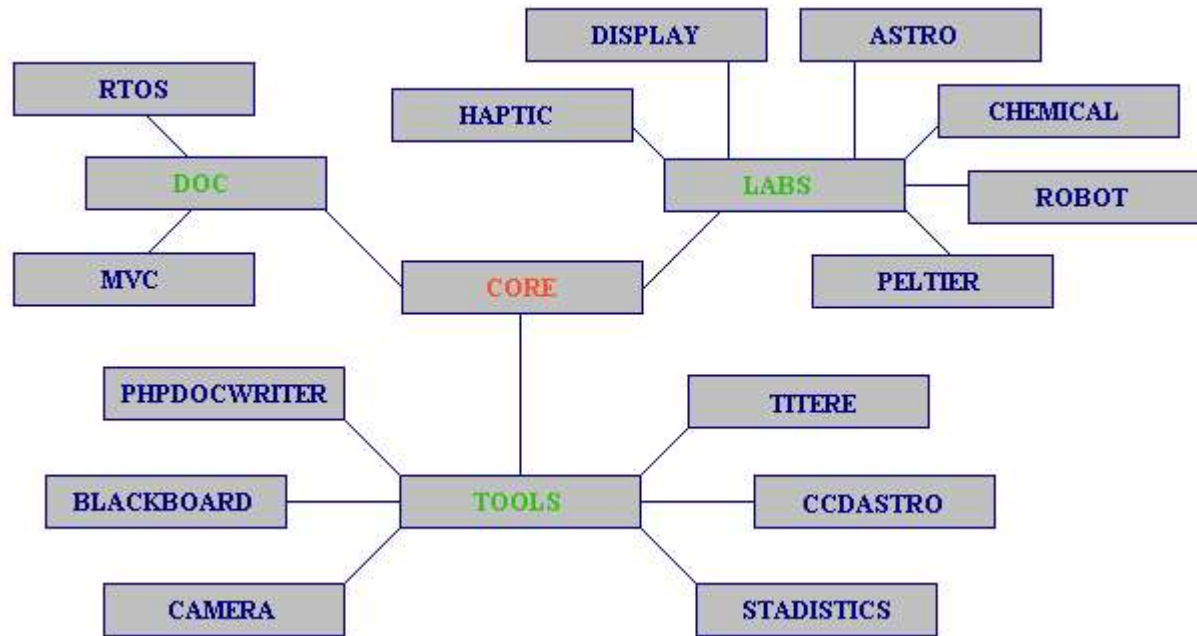 DISPLAY
ASTRO
RTOS
HAPTIC
CHEMICAL
DOC
LABS
ROBOT
MVC
CORE
PELTIER
PHPDOCWRITER
TITERE
BLACKBOARD
TOOLS
CCDASTRO
CAMERA
STADISTICS